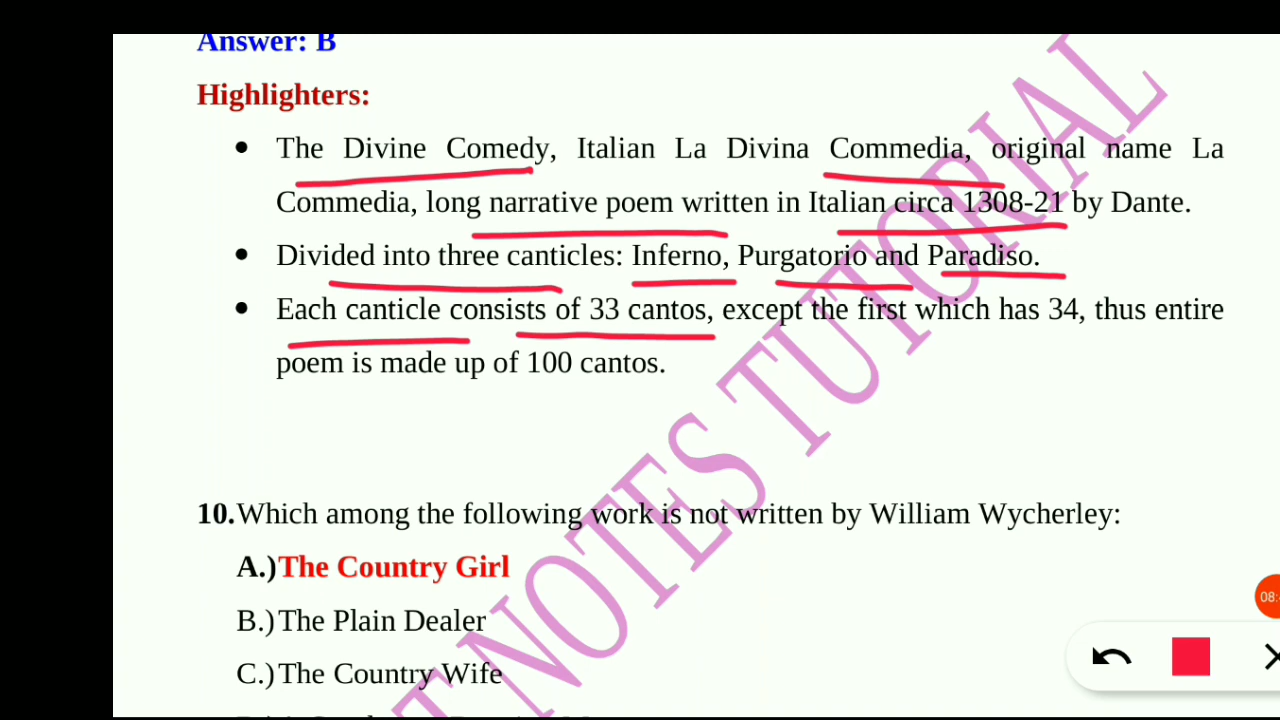 Answer: B
Highlighters:
• The Divine Comedy, Italian La Divina Commedia, original name La
Commedia, long narrative poem written in Italian circa 1308-21 by Dante.
• Divided into three canticles: Inferno, Purgatorio and Paradiso.
• Each canticle consists of 33 cantos, except the first which has 34, thus entire
poem is made up of 100 cantos.
10.Which among the following work is not written by William Wycherley:
A.)The Country Girl
B.)The Plain Dealer
C.)The Country Wife
NOTES TUTORIAL
08: